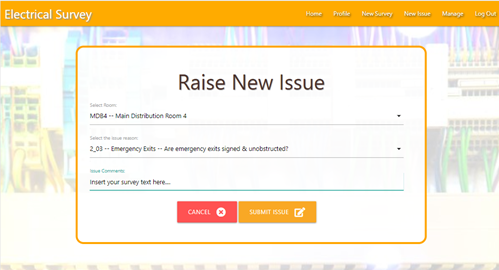 Electrical Survey
Home Profile New Survey New Issue Manage Log Out
Raise New Issue
Select Room:
MDB4 -- Main Distribution Room 4
Select the issue reason:
2_03 -- Emergency Exits -- Are emergency exits signed & unobstructed?
Issue Comments:
Insert your survey text here....
CANCEL SUBMIT ISSUE